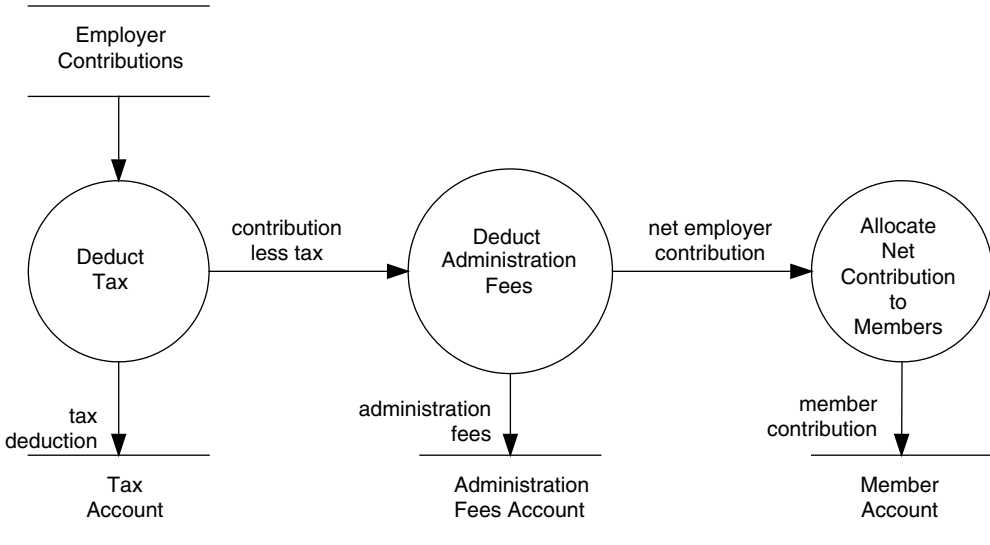 Employer
Contributions
Deduct
Tax
contribution
less tax
Deduct
Administration
Fees
net employer
contribution
Allocate
Net
Contribution
to
Members
tax
deduction
administration
fees
member
contribution
Tax
Account
Administration
Fees Account
Member
Account